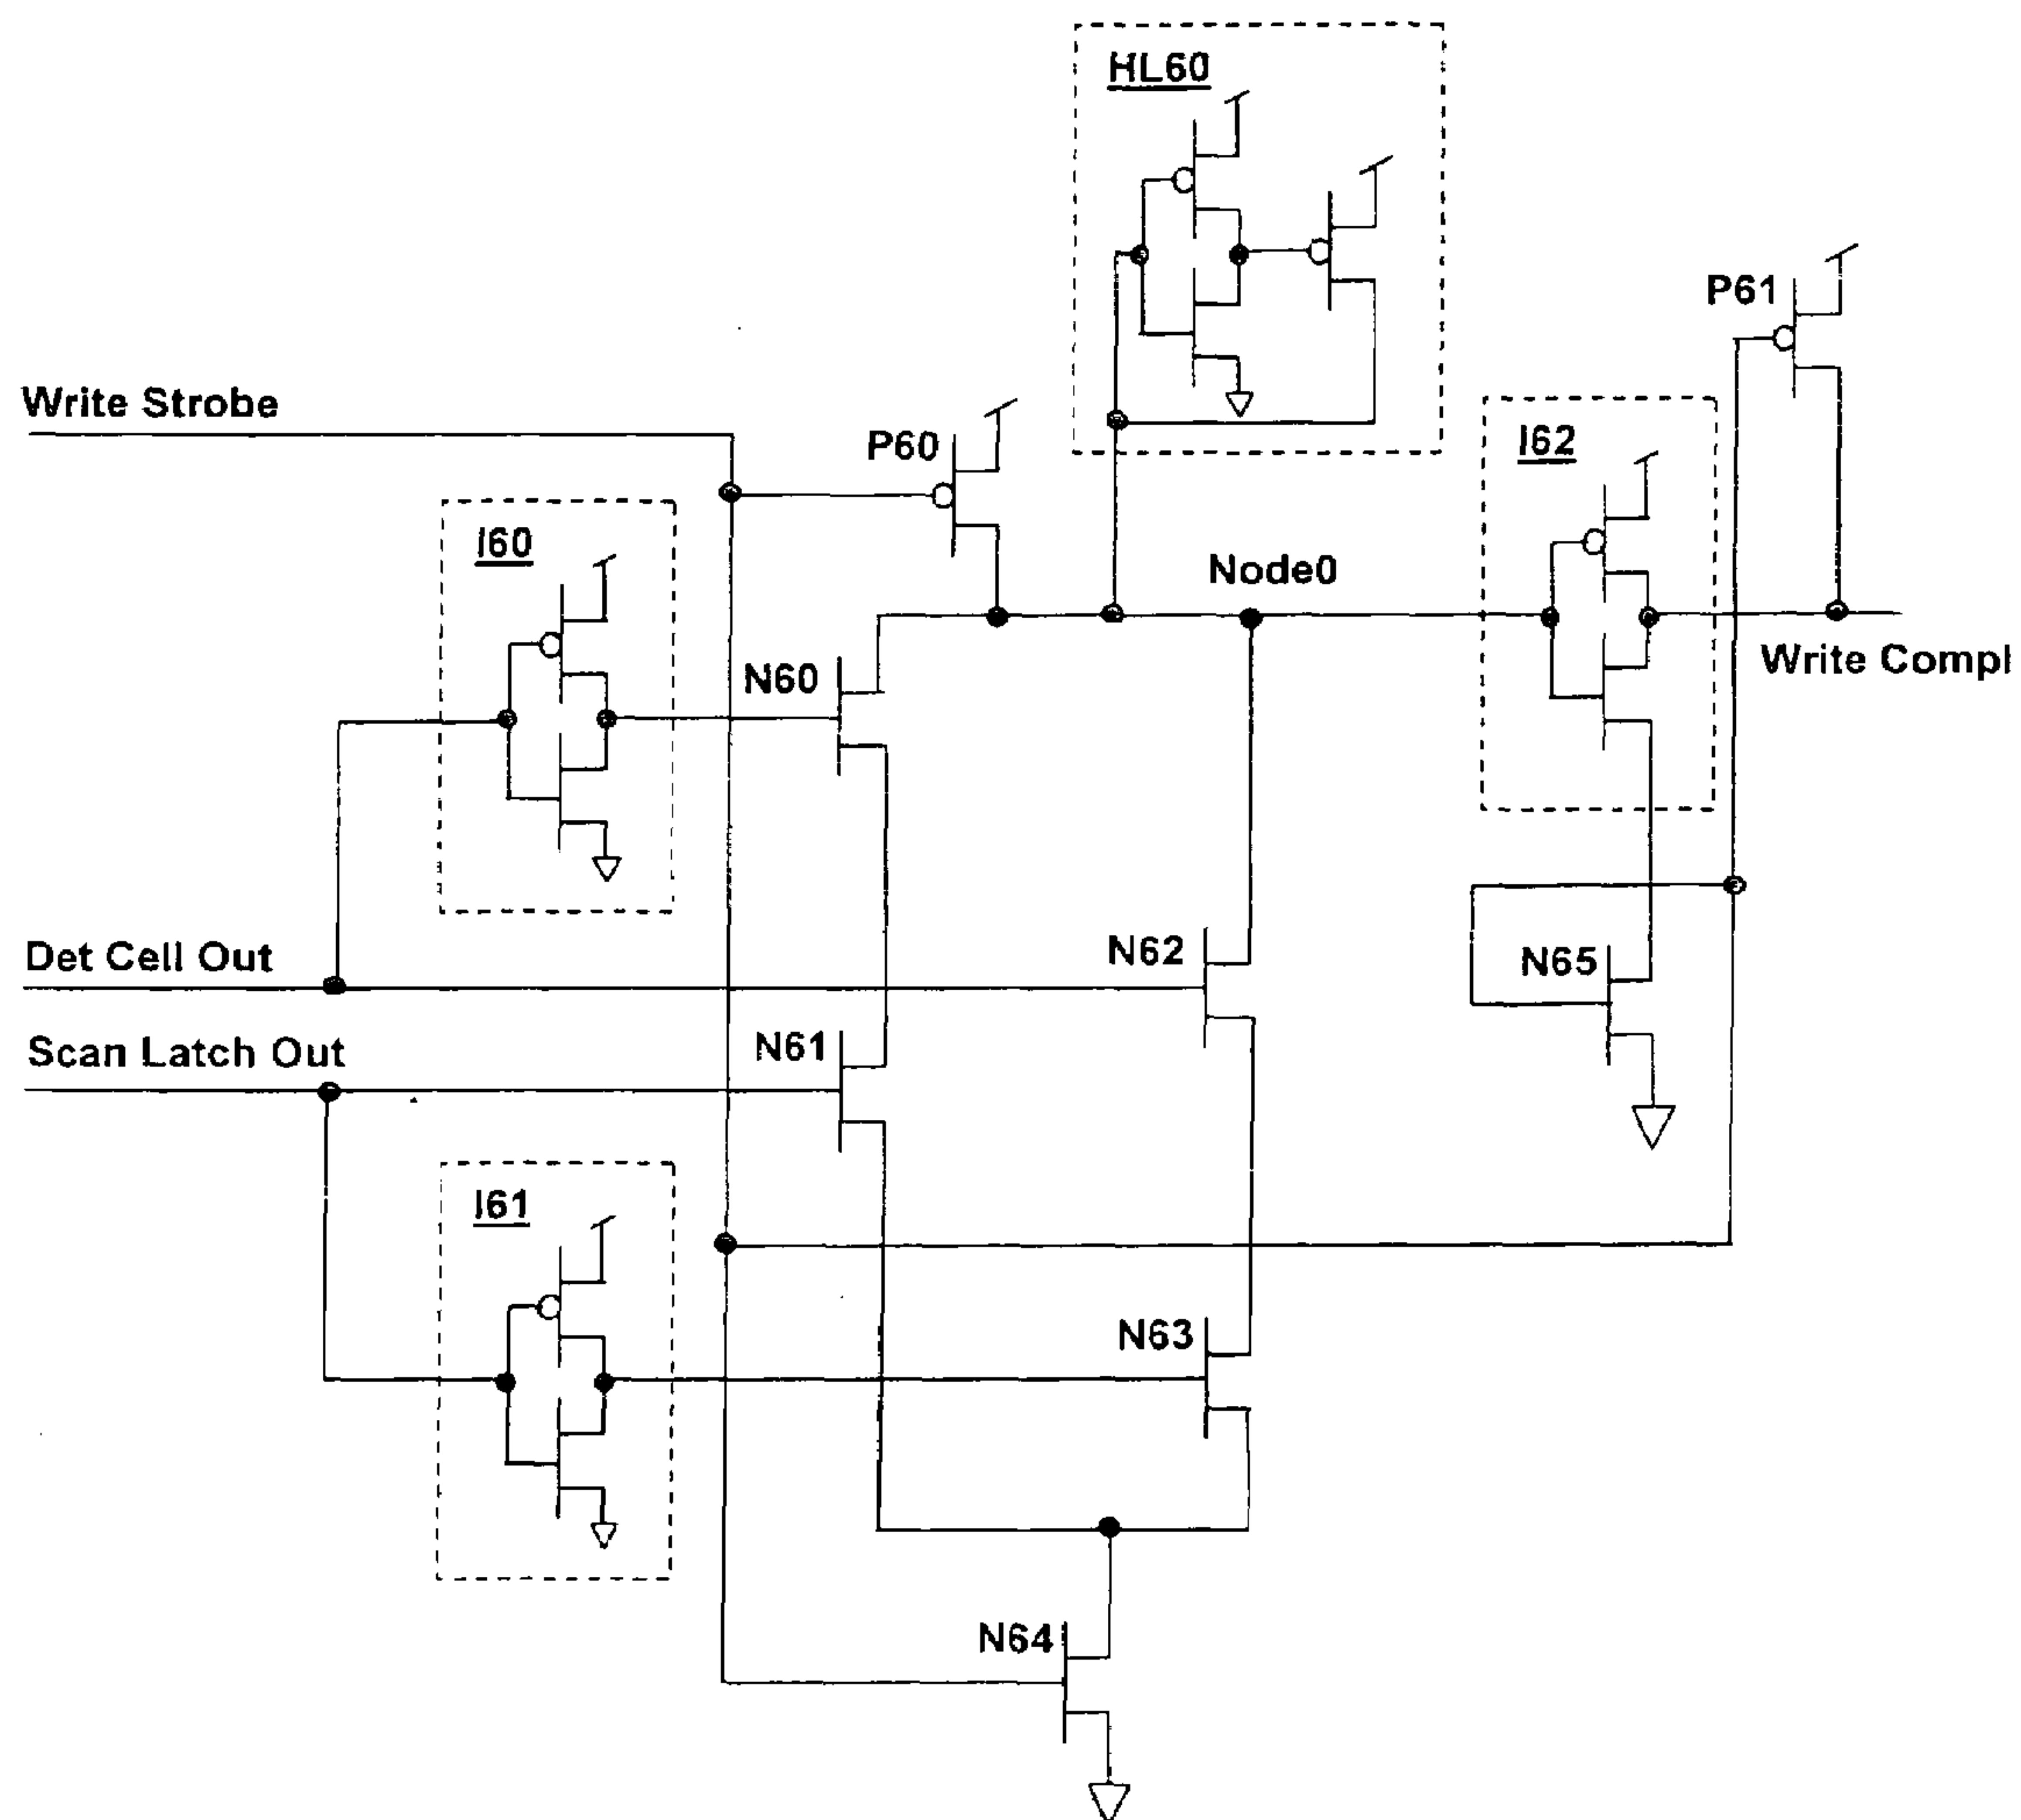 HL60
P61
Write Strobe
P60
I62
I60
Node0
Write Compl
N60
Det Cell Out
N62
N65
Scan Latch Out
N61
I61
N63
N64